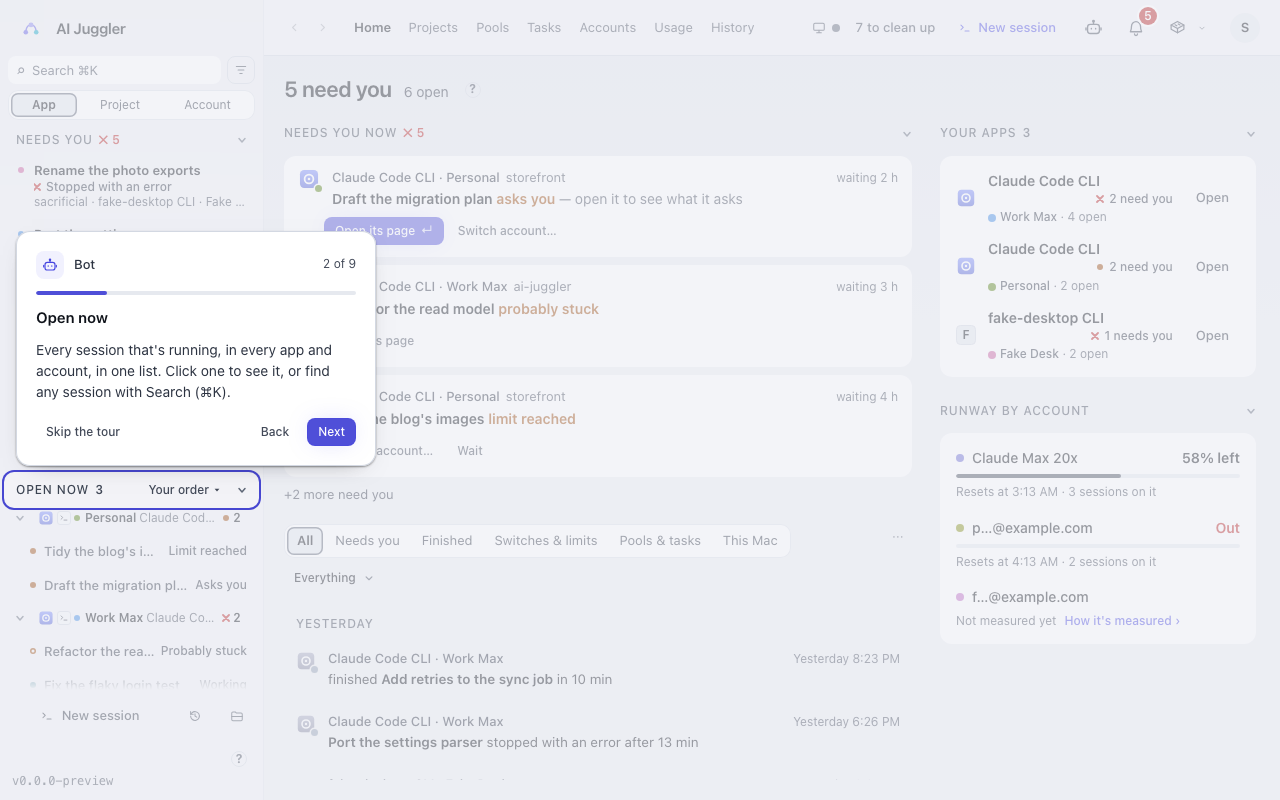 AI Juggler
Home Projects Pools Tasks Accounts Usage History
7 to clean up
New session
5
S
Search ⌘K
App Project Account
NEEDS YOU 5
Rename the photo exports
Stopped with an error
sacrificial · fake-desktop CLI · Fake ...
Bot
2 of 9
Open now
Every session that's running, in every app and
account, in one list. Click one to see it, or find
any session with Search (⌘K).
Skip the tour Back Next
OPEN NOW 3 Your order
Personal Claude Cod... 2
Tidy the blog's i... Limit reached
Draft the migration pl... Asks you
Work Max Claude Co... 2
Refactor the rea... Probably stuck
Fix the flaky login test Working
New session
?
v0.0.0-preview
5 need you 6 open ?
NEEDS YOU NOW 5
Claude Code CLI · Personal storefront waiting 2 h
Draft the migration plan asks you — open it to see what it asks
Open its page ↵ Switch account...
Code CLI · Work Max ai-juggler waiting 3 h
or the read model probably stuck
s page
Code CLI · Personal storefront waiting 4 h
he blog's images limit reached
account... Wait
+2 more need you
All Needs you Finished Switches & limits Pools & tasks This Mac ...
Everything
YESTERDAY
Claude Code CLI · Work Max Yesterday 8:23 PM
finished Add retries to the sync job in 10 min
Claude Code CLI · Work Max Yesterday 6:26 PM
Port the settings parser stopped with an error after 13 min
YOUR APPS 3
Claude Code CLI
2 need you Open
Work Max · 4 open
Claude Code CLI
2 need you Open
Personal · 2 open
F
fake-desktop CLI
1 needs you Open
Fake Desk · 2 open
RUNWAY BY ACCOUNT
Claude Max 20x 58% left
Resets at 3:13 AM · 3 sessions on it
p...@example.com Out
Resets at 4:13 AM · 2 sessions on it
f...@example.com
Not measured yet How it's measured ›